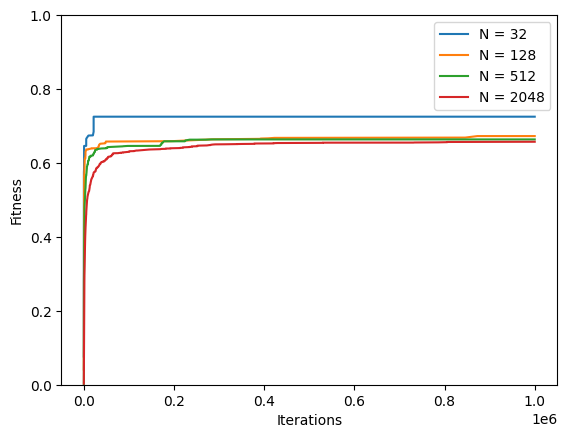 1.0
0.8
0.6
0.4
0.2
0.0
Fitness
N = 32
N = 128
N = 512
N = 2048
0.0 0.2 0.4 0.6 0.8 1.0
1e6
Iterations